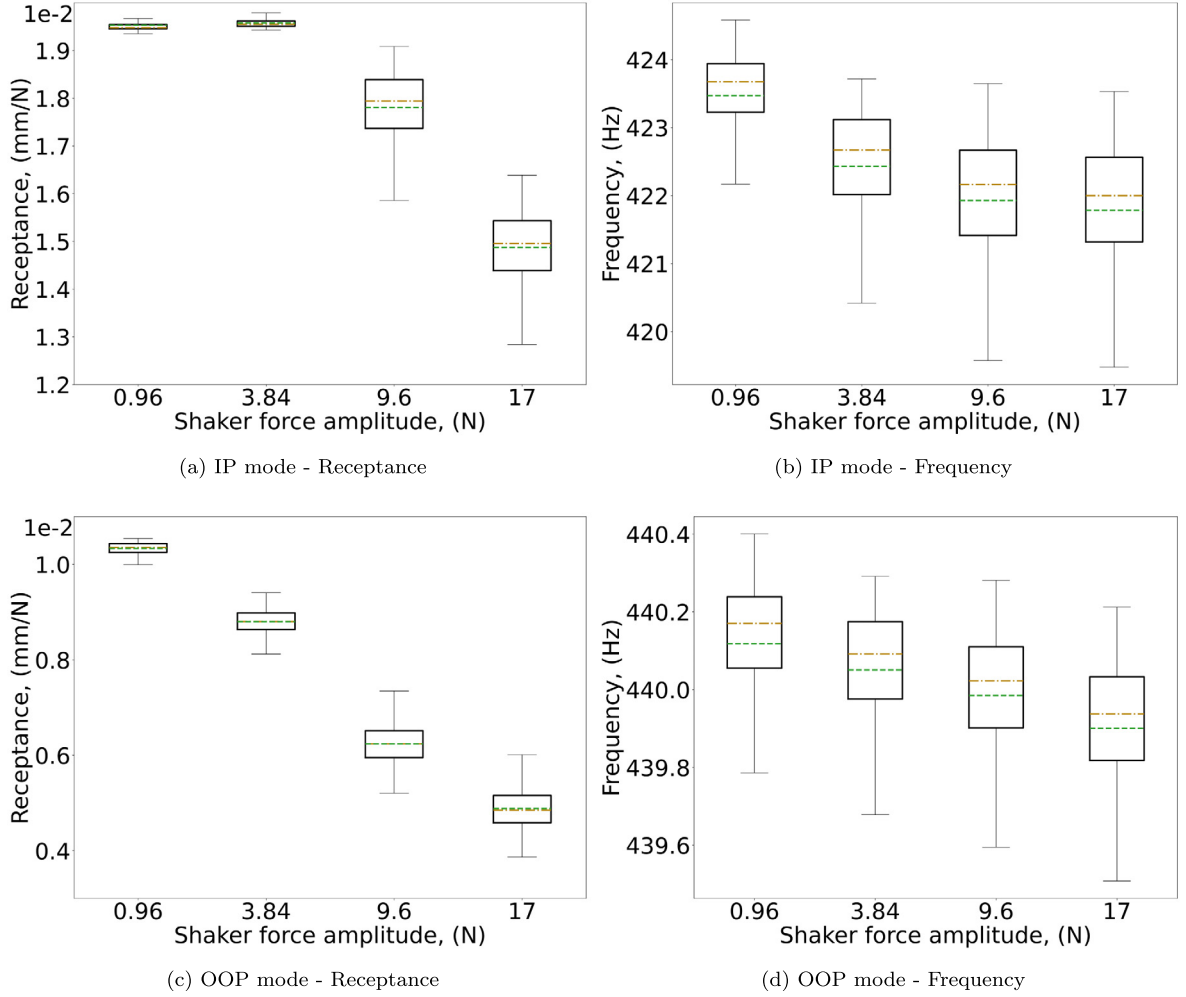 1e-2
Receptance, (mm/N)
1.9
1.8
1.7
1.6
1.5
1.4
1.3
1.2
0.96 3.84 9.6 17
Shaker force amplitude, (N)
(a) IP mode - Receptance
Frequency, (Hz)
424
423
422
421
420
0.96 3.84 9.6 17
Shaker force amplitude, (N)
(b) IP mode - Frequency
1e-2
Receptance, (mm/N)
1.0
0.8
0.6
0.4
0.96 3.84 9.6 17
Shaker force amplitude, (N)
(c) OOP mode - Receptance
Frequency, (Hz)
440.4
440.2
440.0
439.8
439.6
0.96 3.84 9.6 17
Shaker force amplitude, (N)
(d) OOP mode - Frequency